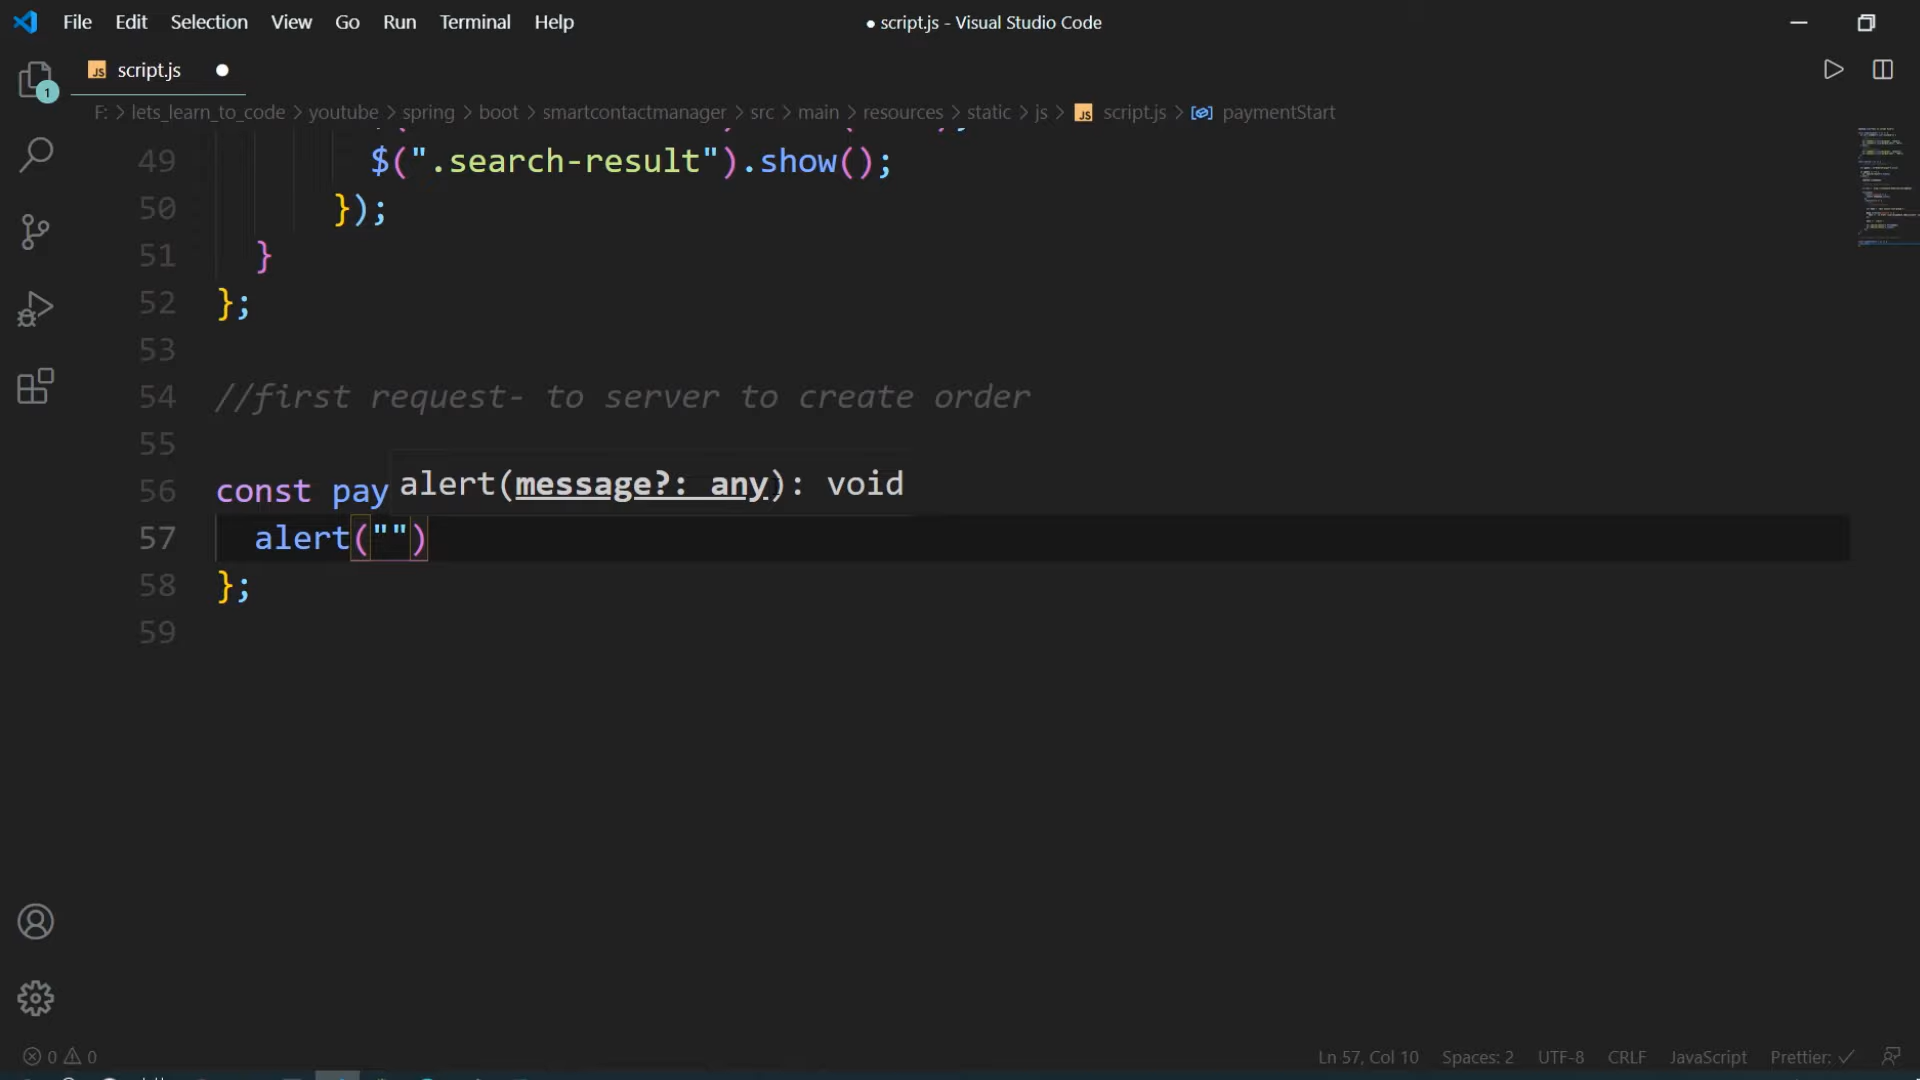 File Edit Selection View Go Run Terminal Help
● script.js - Visual Studio Code
JS script.js ●
F: > lets_learn_to_code > youtube > spring > boot > smartcontactmanager > src > main > resources > static > js > JS script.js > paymentStart
1
49 $(".search-result").show();
50 });
51 }
52 };
53
54 //first request- to server to create order
55
56 const pay
alert(message?: any): void
57 alert("")
58 };
59
0 0
Ln 57, Col 10 Spaces: 2 UTF-8 CRLF JavaScript Prettier: ✓